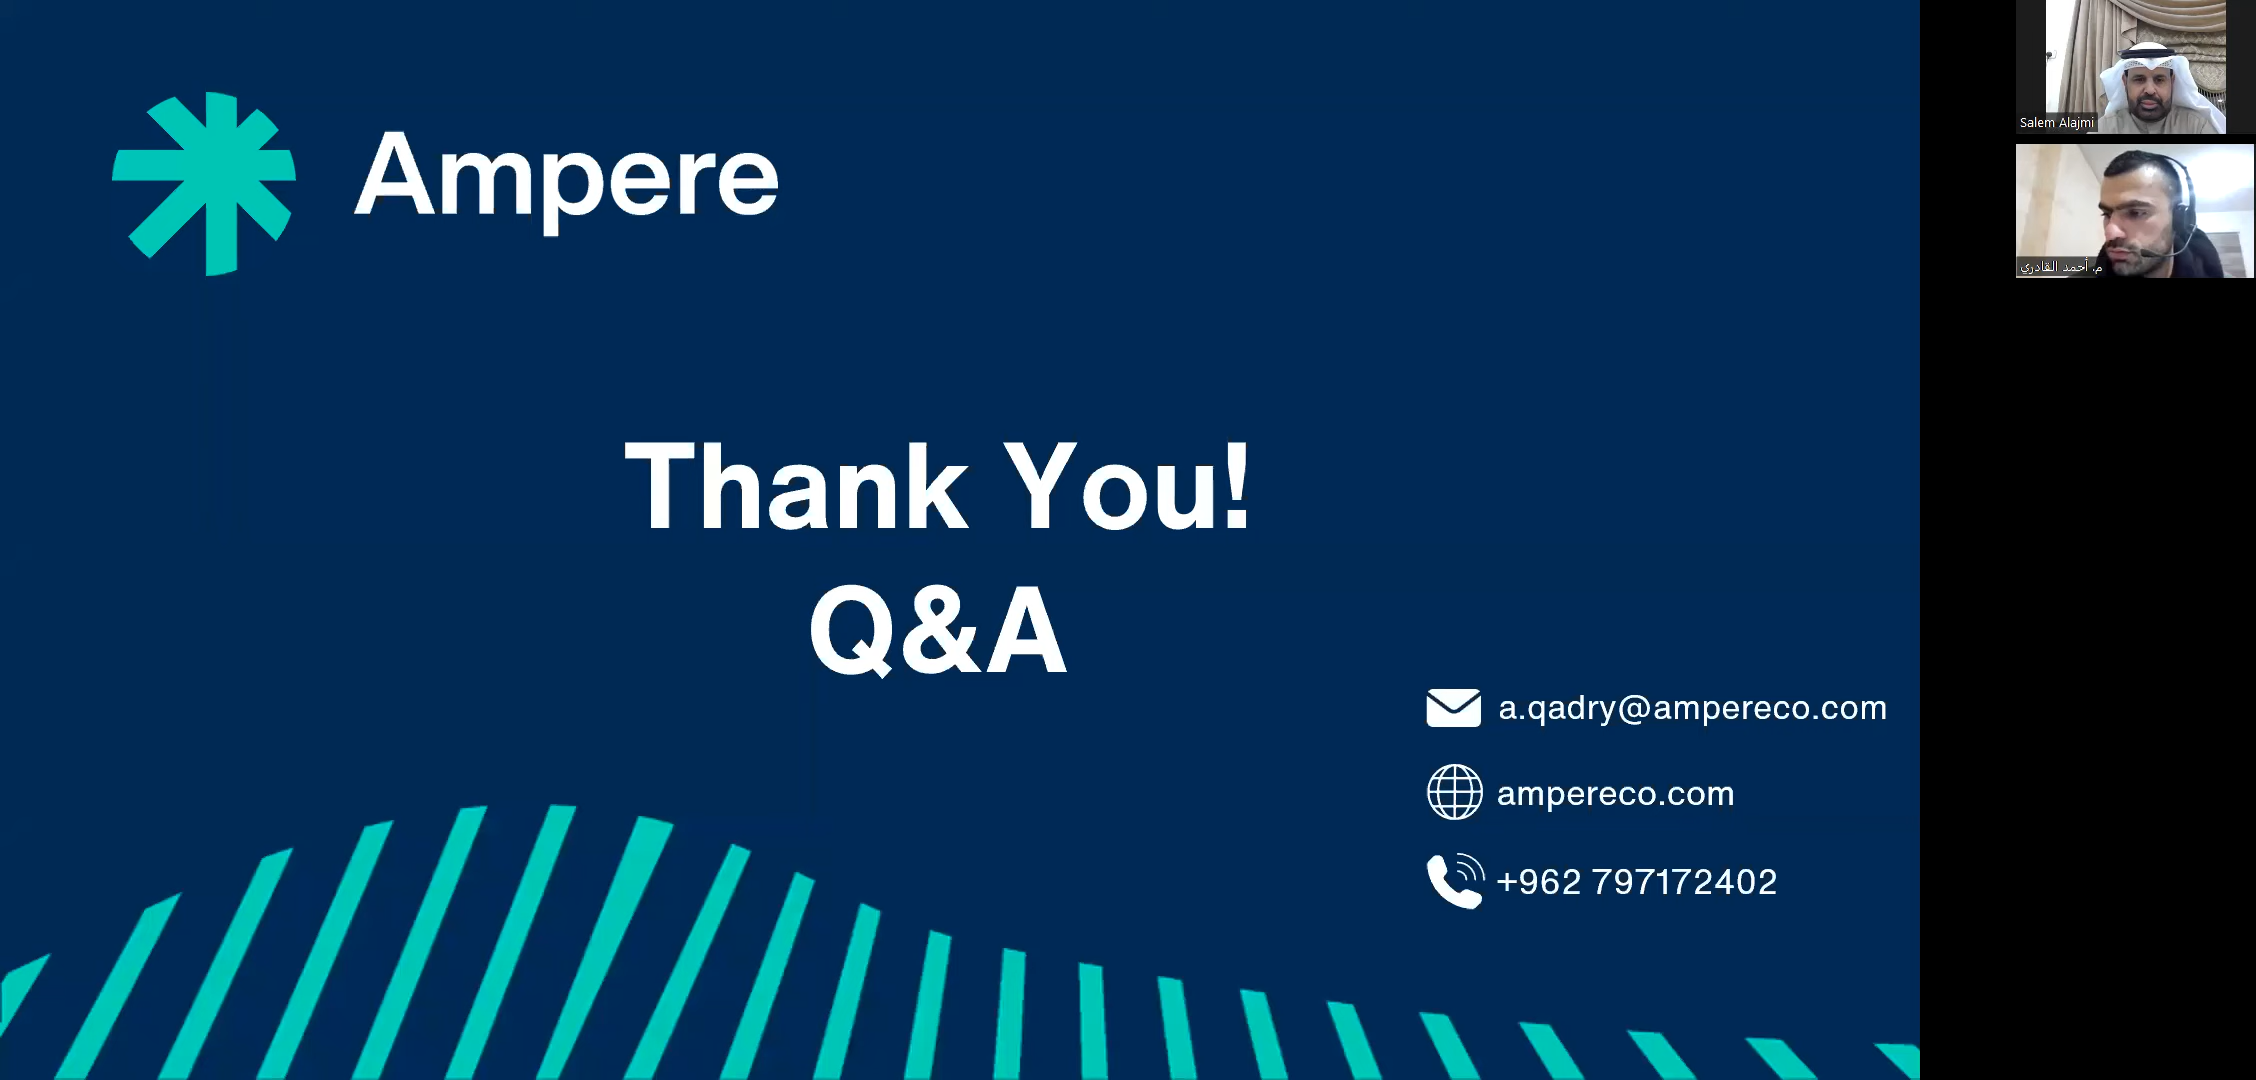 Ampere
Thank You!
Q&A
a.qadry@ampereco.com
ampereco.com
+962 797172402
Salem Alajmi
م. أحمد القادري